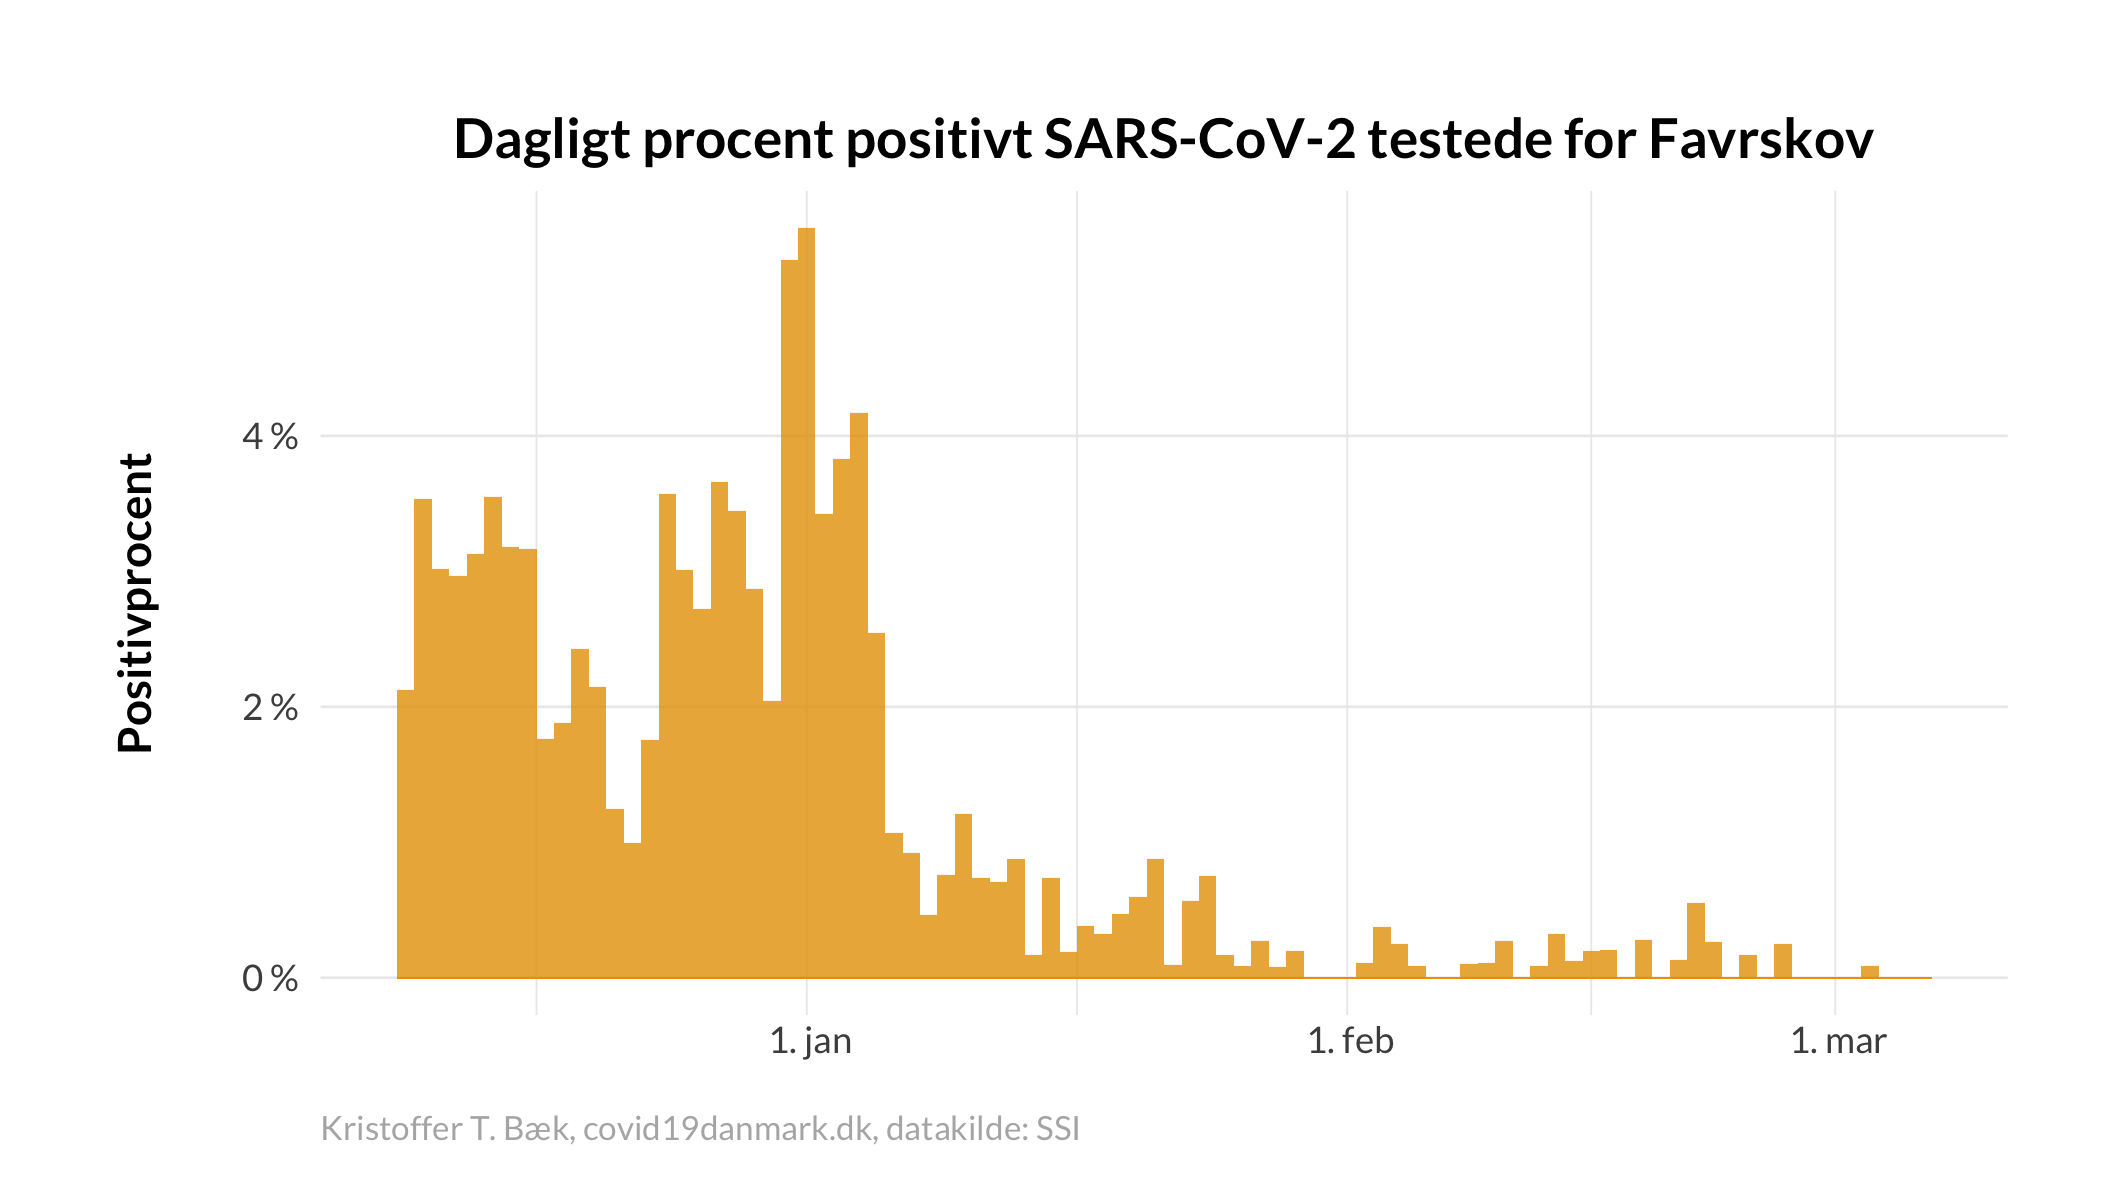 Dagligt procent positivt SARS-CoV-2 testede for Favrskov
Positivprocent
4 %
2 %
0 %
1. jan
1. feb
1. mar
Kristoffer T. Bæk, covid19danmark.dk, datakilde: SSI